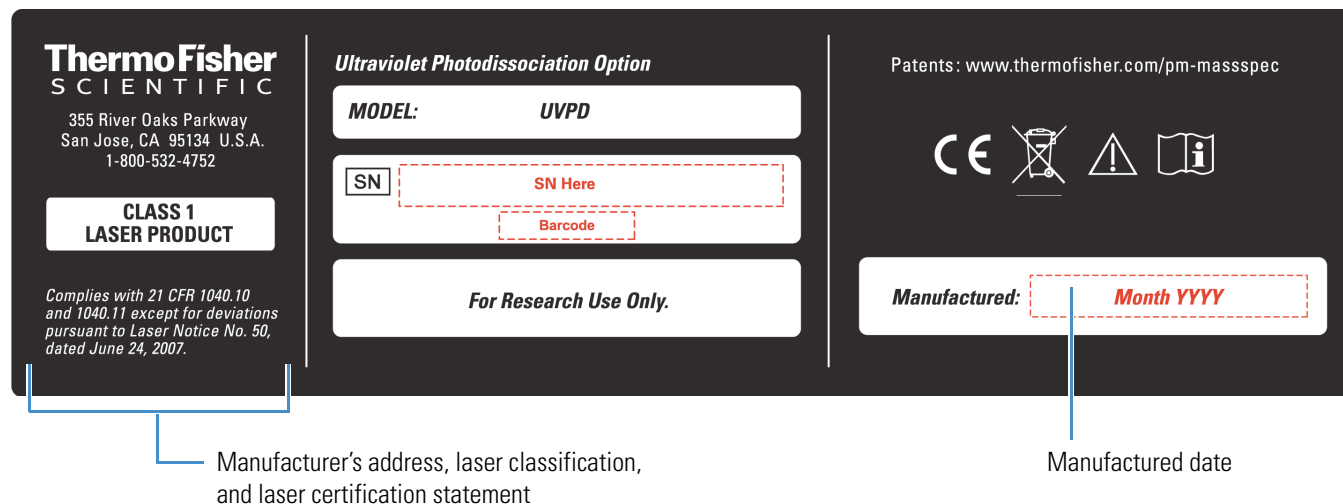 ThermoFisher
SCIENTIFIC
355 River Oaks Parkway
San Jose, CA 95134 U.S.A.
1-800-532-4752
CLASS 1
LASER PRODUCT
Complies with 21 CFR 1040.10
and 1040.11 except for deviations
pursuant to Laser Notice No. 50,
dated June 24, 2007.
Ultraviolet Photodissociation Option
MODEL: UVPD
SN SN Here
Barcode
For Research Use Only.
Patents: www.thermofisher.com/pm-massspec
CE
Manufactured: Month YYYY
Manufacturer’s address, laser classification,
and laser certification statement
Manufactured date